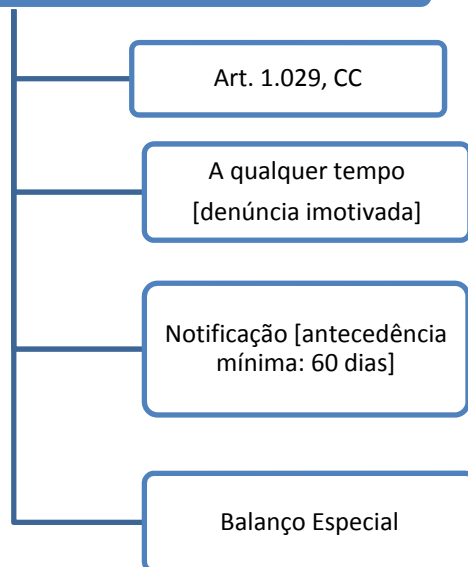 Art. 1.029, CC
A qualquer tempo
[denúncia imotivada]
Notificação [antecedência
mínima: 60 dias]
Balanço Especial